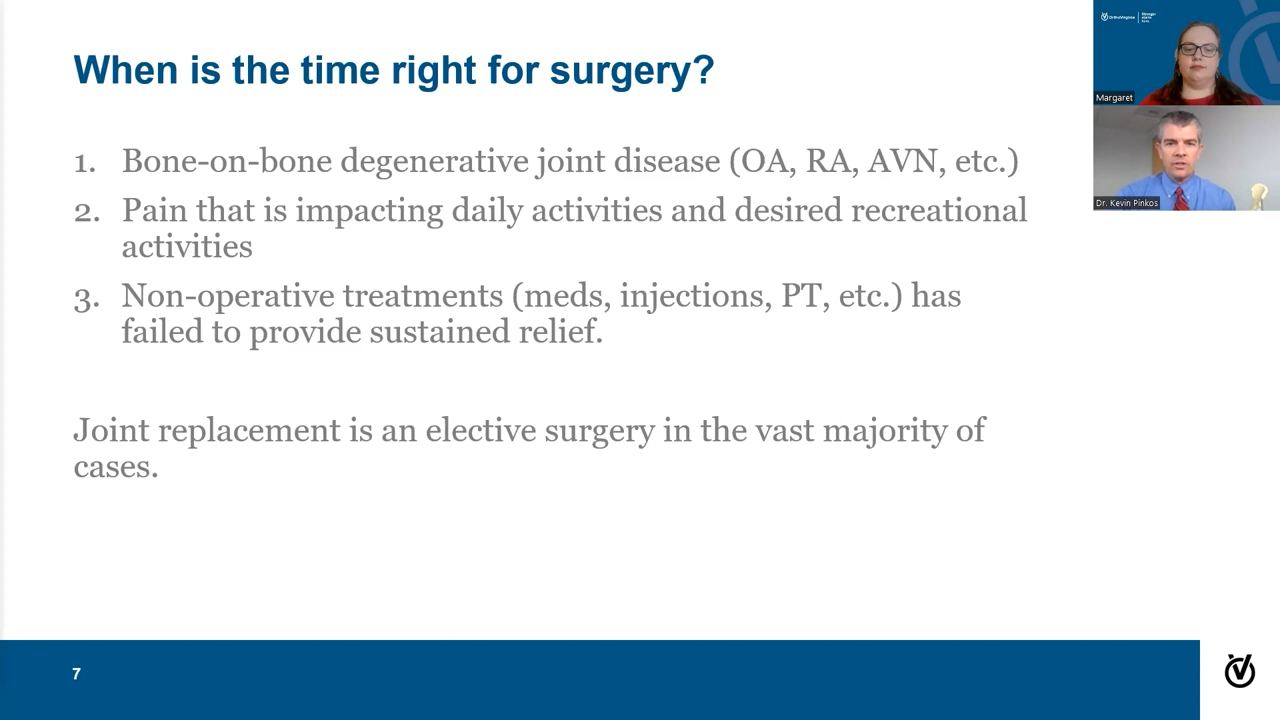 When is the time right for surgery?
1. Bone-on-bone degenerative joint disease (OA, RA, AVN, etc.)
2. Pain that is impacting daily activities and desired recreational
activities
3. Non-operative treatments (meds, injections, PT, etc.) has
failed to provide sustained relief.
Joint replacement is an elective surgery in the vast majority of
cases.
7
OrthoVirginia
Margaret
Dr. Kevin Pinkos